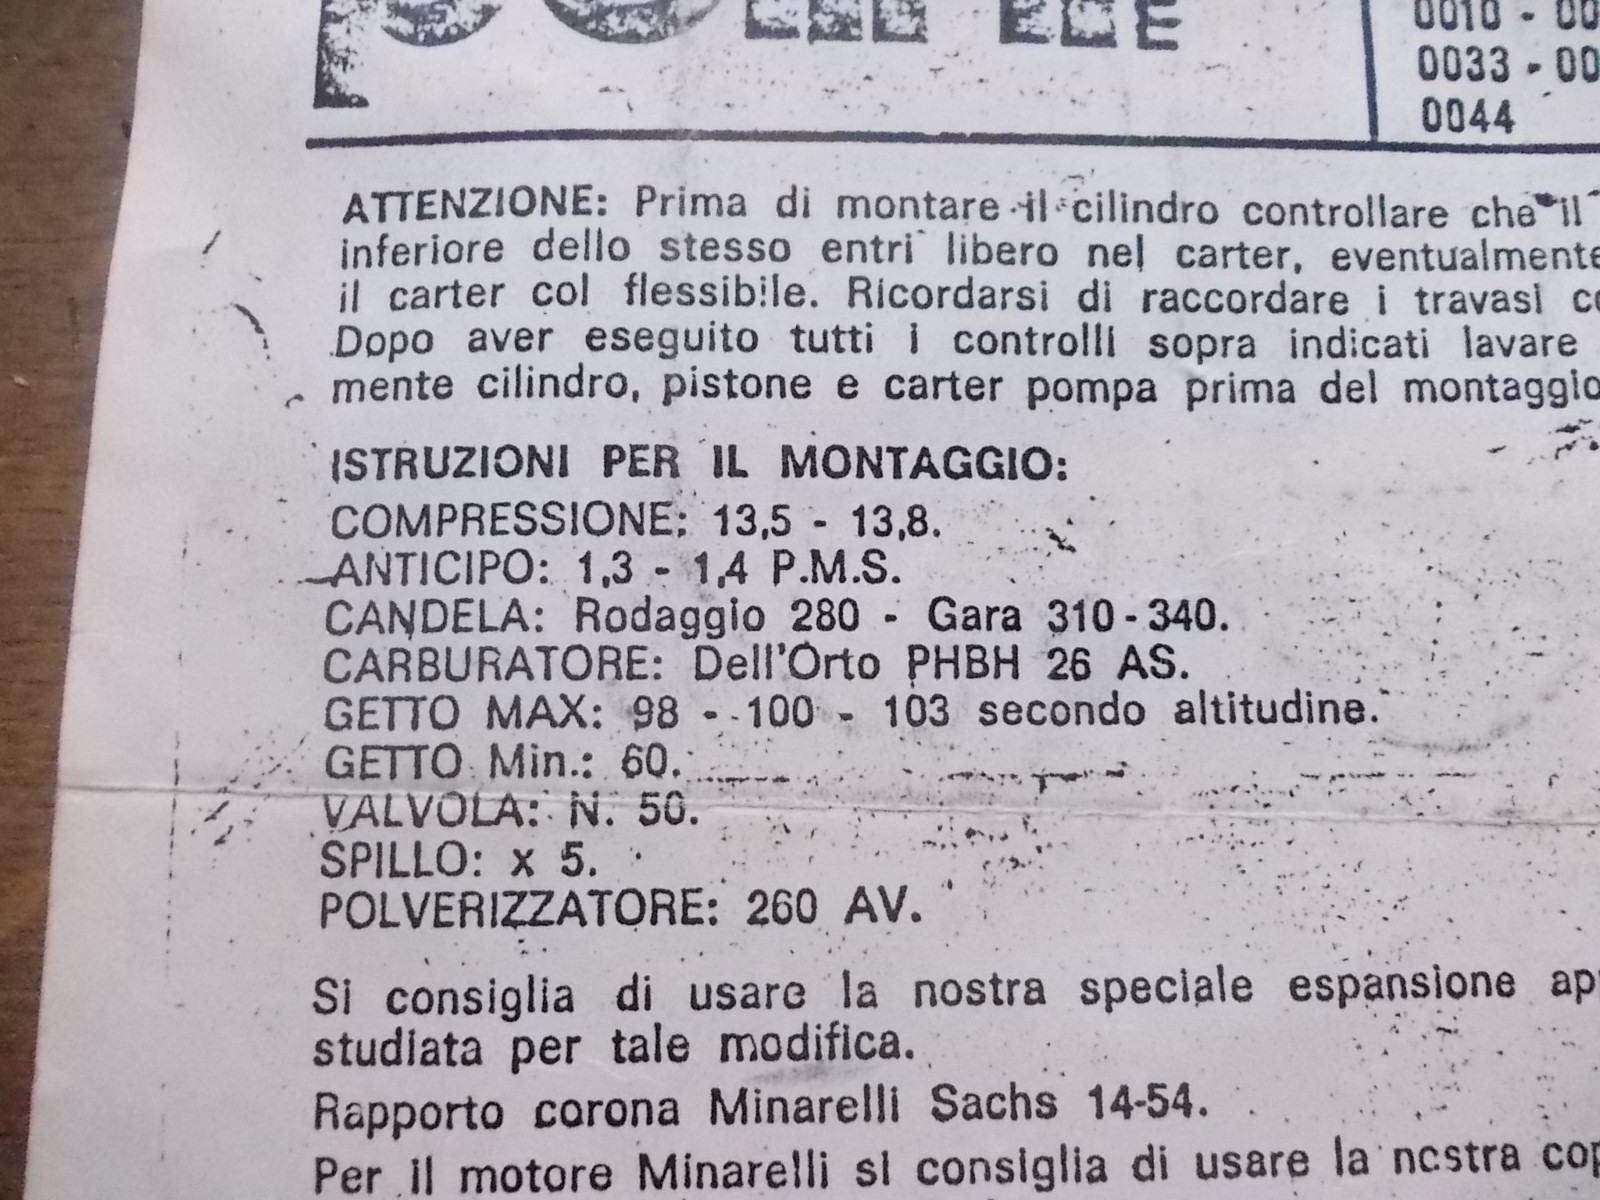 0010 - 00
0033 - 00
0044
ATTENZIONE: Prima di montare il cilindro controllare che il
inferiore dello stesso entri libero nel carter, eventualmente
il carter col flessibile. Ricordarsi di raccordare i travasi
Dopo aver eseguito tutti i controlli sopra indicati lavare
mente cilindro, pistone e carter pompa prima del montaggio
ISTRUZIONI PER IL MONTAGGIO:
COMPRESSIONE: 13,5 - 13,8.
ANTICIPO: 1,3 - 1,4 P.M.S.
CANDELA: Rodaggio 280 - Gara 310-340.
CARBURATORE: Dell'Orto PHBH 26 AS.
GETTO MAX: 98 - 100 - 103 secondo altitudine.
GETTO Min.: 60.
VALVOLA: N. 50.
SPILLO: x 5.
POLVERIZZATORE: 260 AV.
Si consiglia di usare la nostra speciale espansione
studiata per tale modifica.
Rapporto corona Minarelli Sachs 14-54.
Per il motore Minarelli si consiglia di usare la nostra